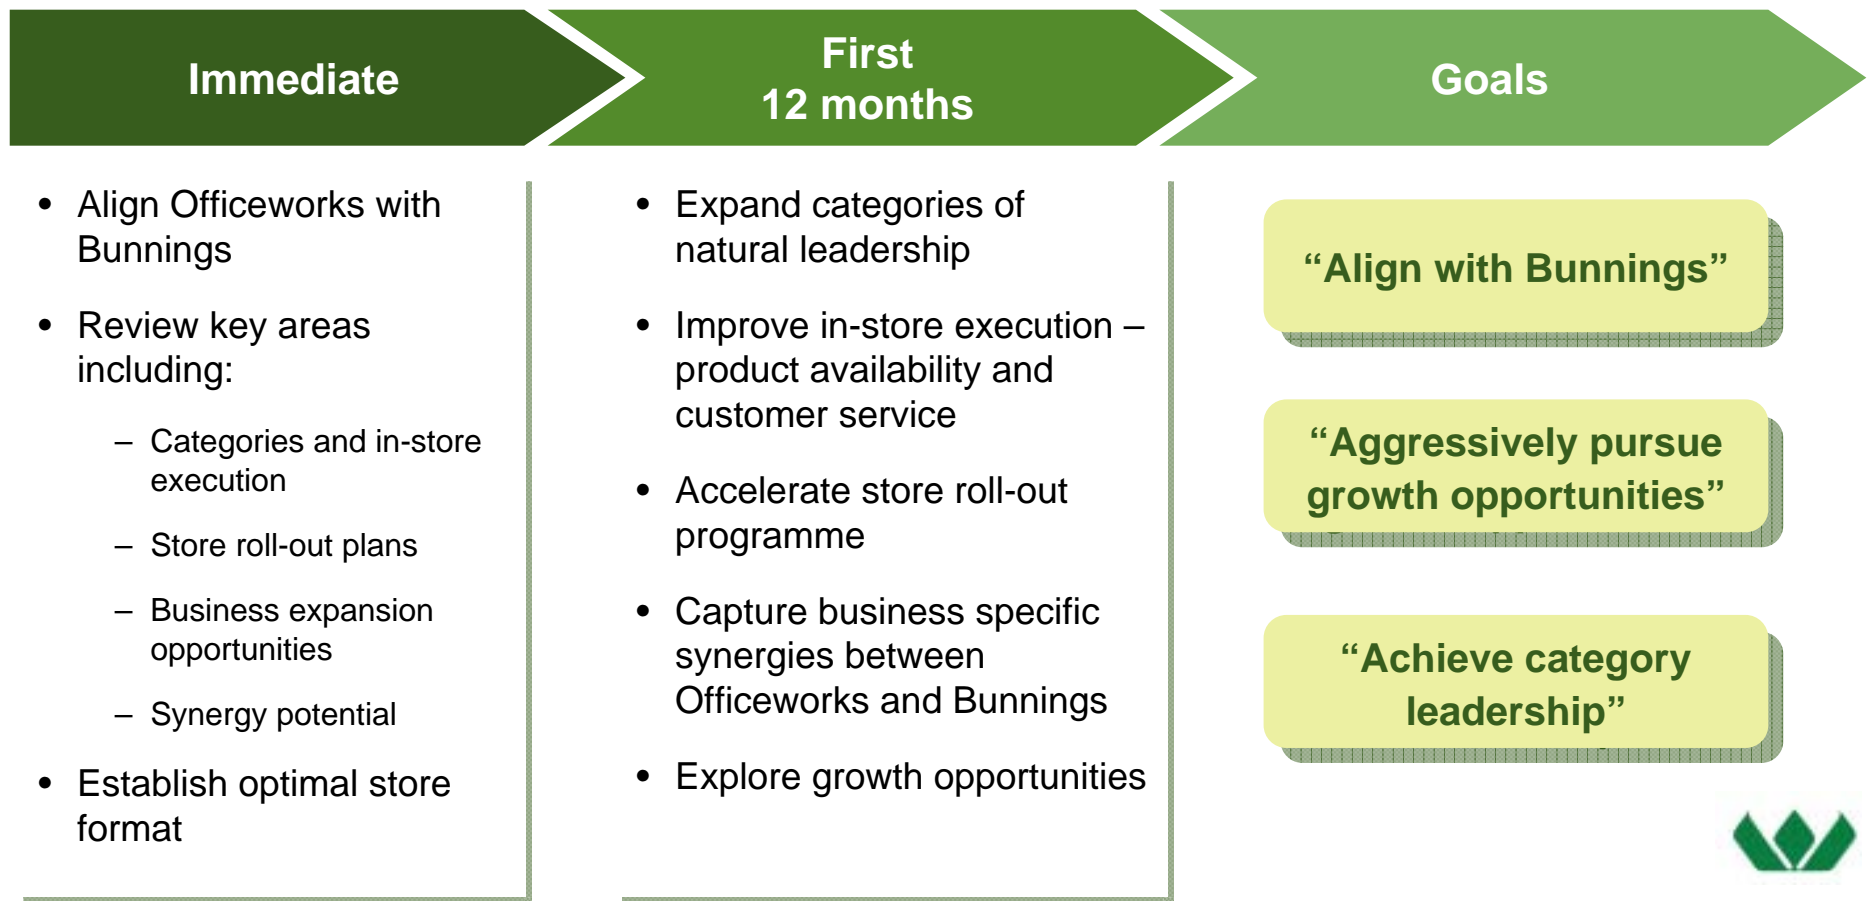 Immediate
First
12 months
Goals
• Align Officeworks with
Bunnings
• Review key areas
including:
– Categories and in-store
execution
– Store roll-out plans
– Business expansion
opportunities
– Synergy potential
• Establish optimal store
format
• Expand categories of
natural leadership
• Improve in-store execution –
product availability and
customer service
• Accelerate store roll-out
programme
• Capture business specific
synergies between
Officeworks and Bunnings
• Explore growth opportunities
“Align with Bunnings”
“Aggressively pursue
growth opportunities”
“Achieve category
leadership”